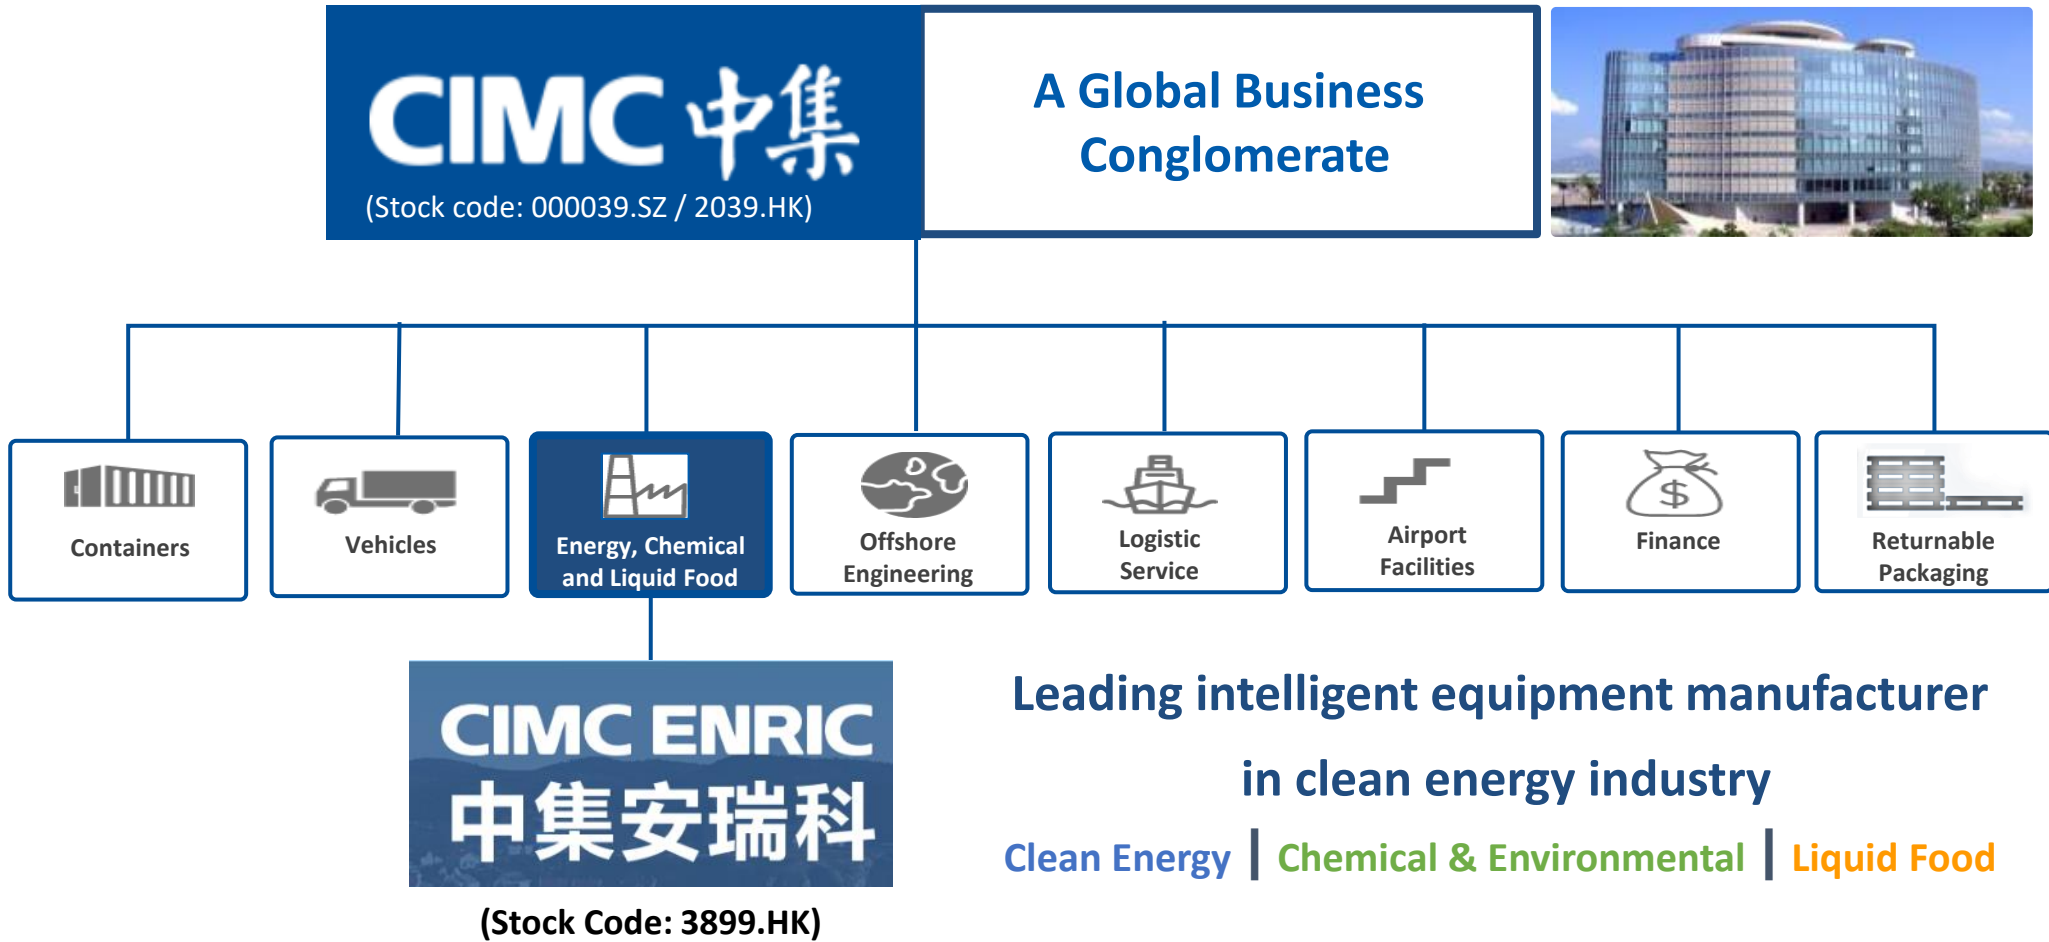 CIMC 中集
(Stock code: 000039.SZ / 2039.HK)
A Global Business
Conglomerate
Containers
Vehicles
Energy, Chemical
and Liquid Food
Offshore
Engineering
Logistic
Service
Airport
Facilities
$
Finance
Returnable
Packaging
CIMC ENRIC
中集安瑞科
(Stock Code: 3899.HK)
Leading intelligent equipment manufacturer
in clean energy industry
Clean Energy | Chemical & Environmental | Liquid Food